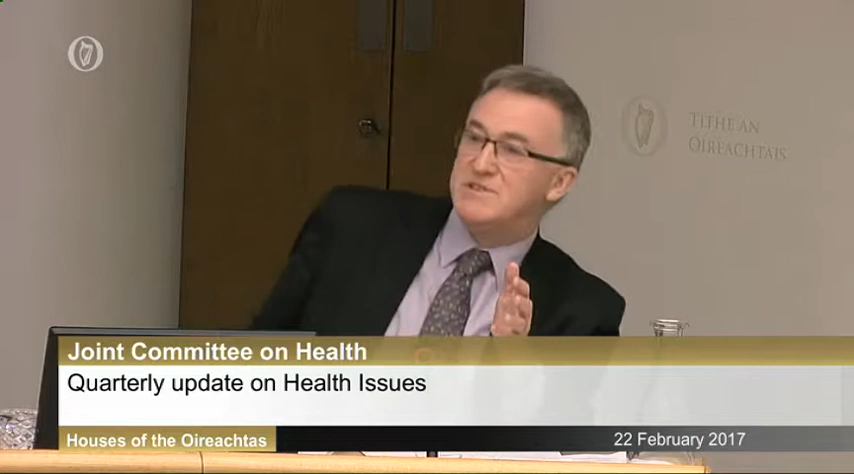 TITHE AN
OIREACHTAIS
Joint Committee on Health
Quarterly update on Health Issues
Houses of the Oireachtas
22 February 2017